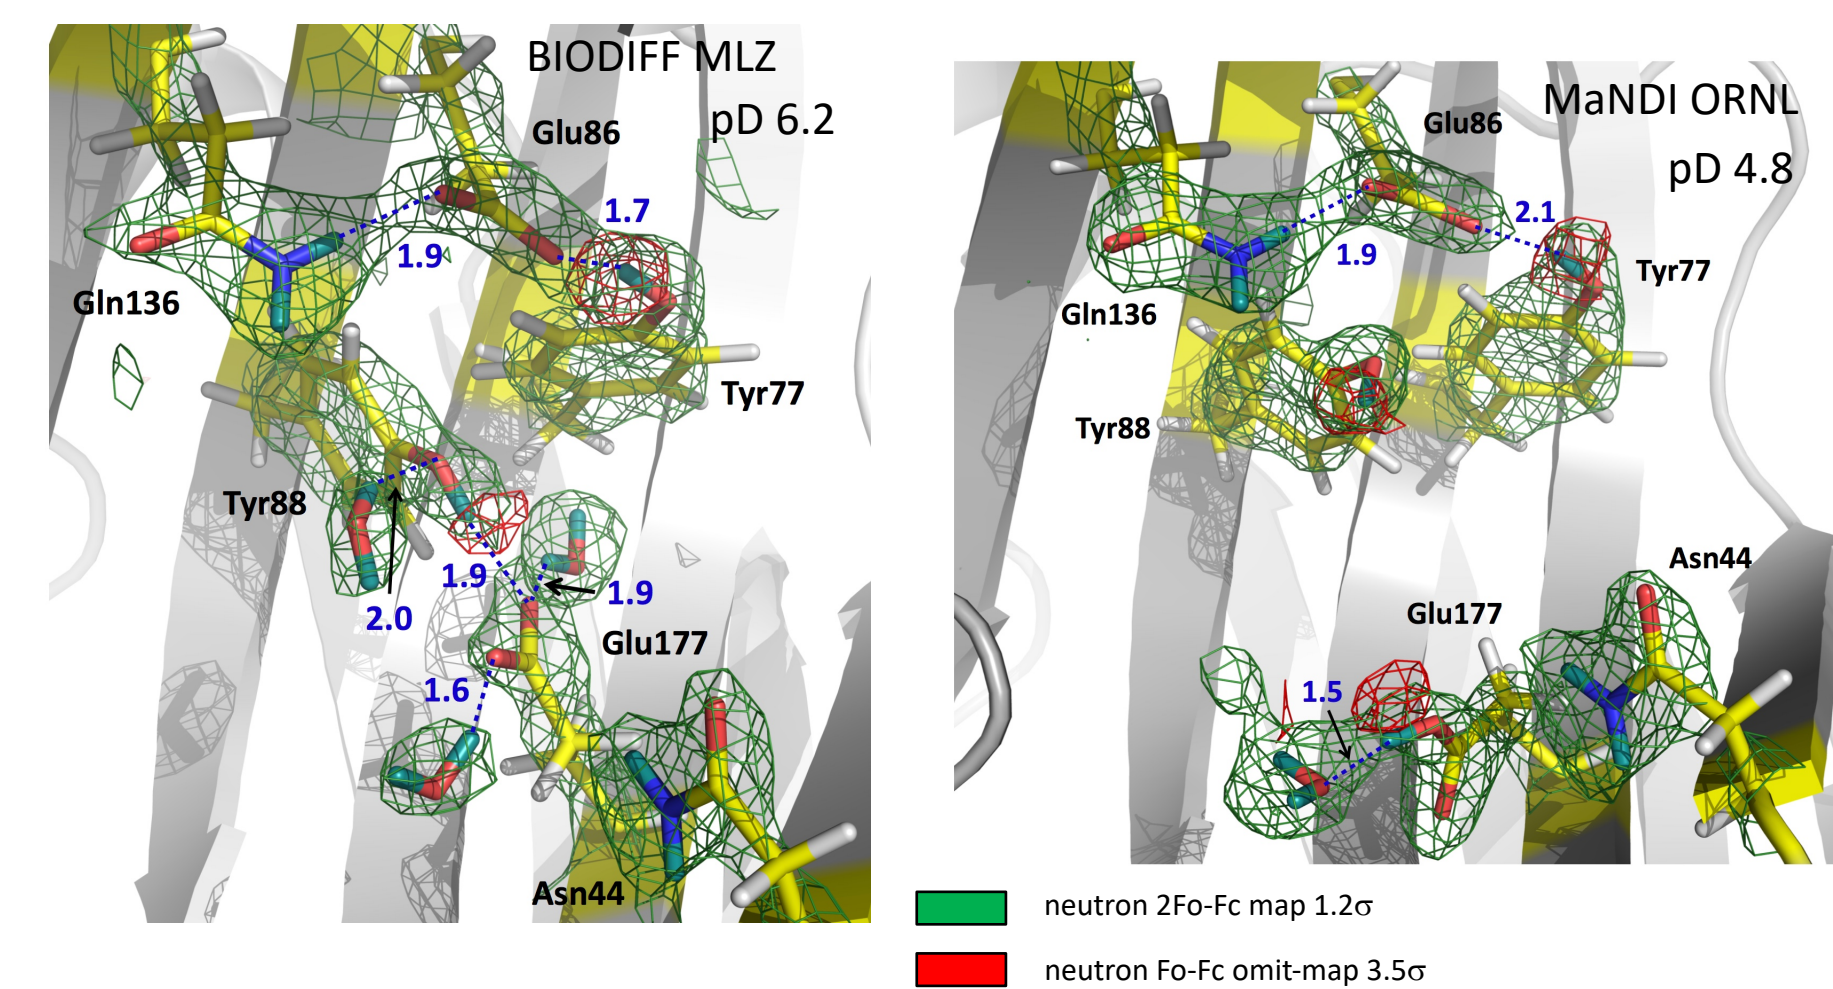 BIODIFF MLZ
pD 6.2
Glu86
1.7
1.9
Gln136
Tyr77
Tyr88
1.9
1.9
2.0
Glu177
1.6
Asn44
MaNDI ORNL
pD 4.8
Glu86
2.1
1.9
Tyr77
Gln136
Tyr88
Asn44
Glu177
1.5
neutron 2Fo-Fc map 1.2σ
neutron Fo-Fc omit-map 3.5σ